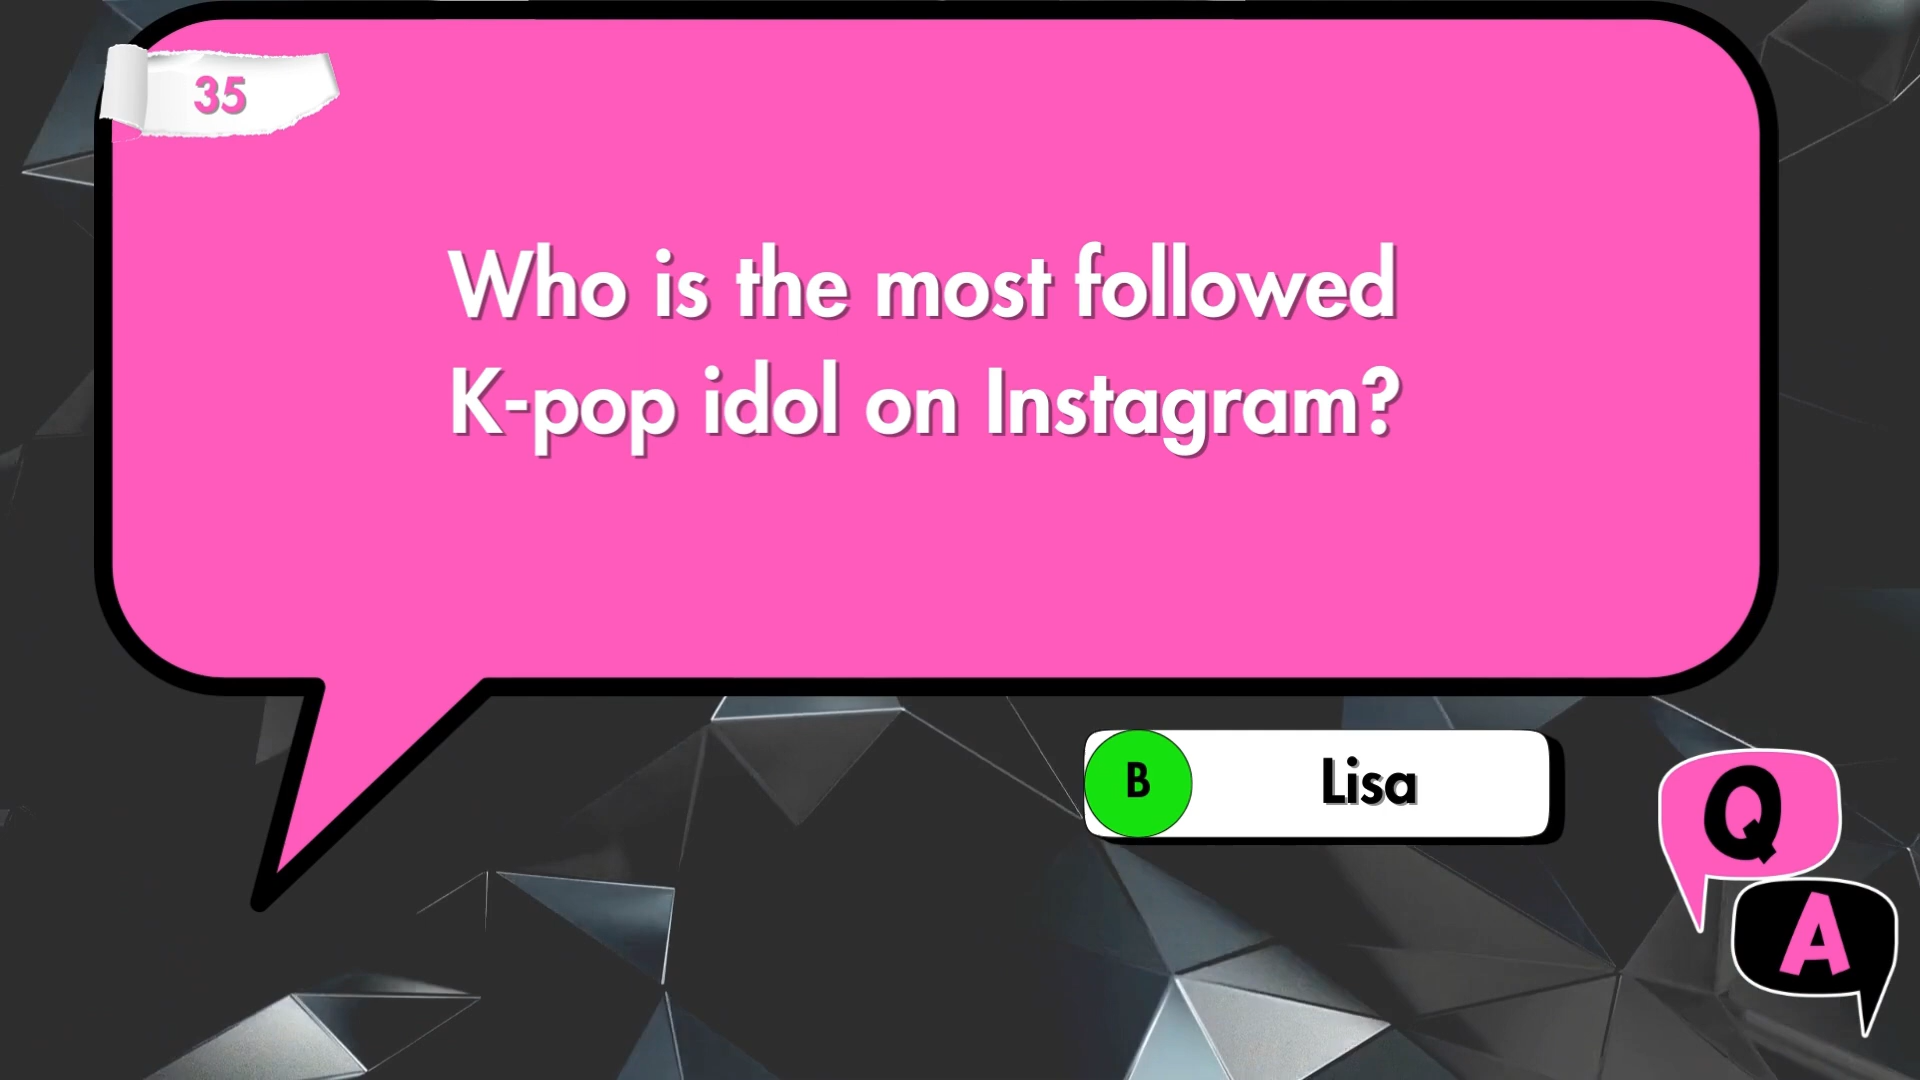 35
Who is the most followed
K-pop idol on Instagram?
B
Lisa
Q
A